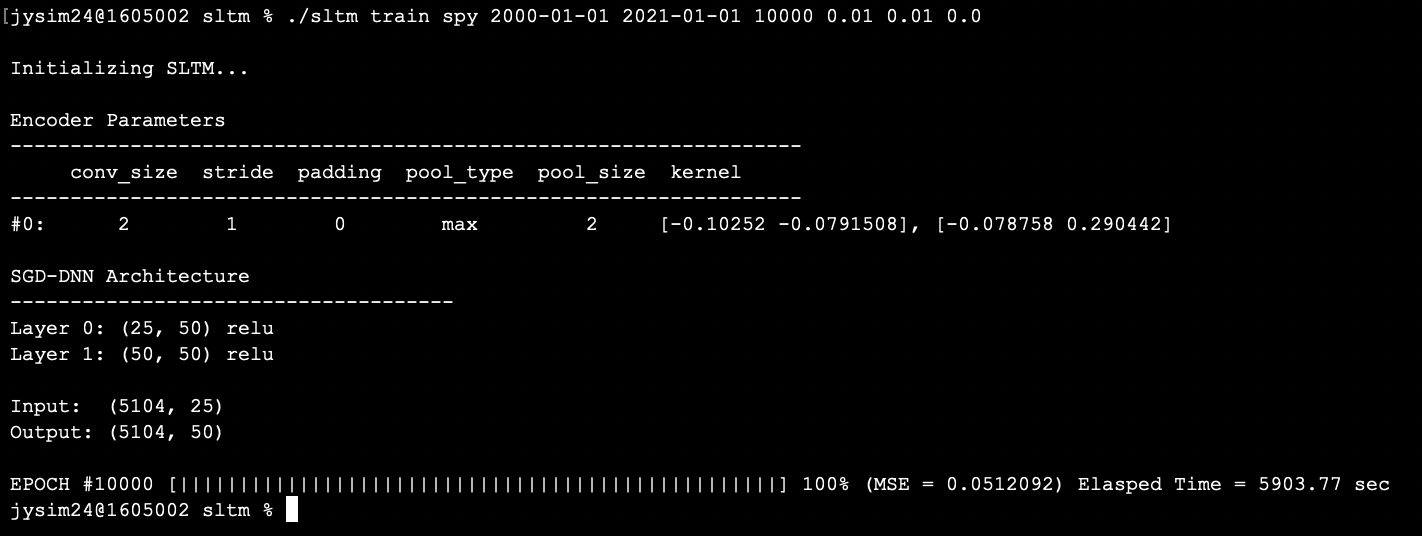 [jysim24@1605002 sltm % ./sltm train spy 2000-01-01 2021-01-01 10000 0.01 0.01 0.0
Initializing SLTM...
Encoder Parameters
------------------------------------------------------------------
conv_size stride padding pool_type pool_size kernel
------------------------------------------------------------------
#0: 2 1 0 max 2 [-0.10252 -0.0791508], [-0.078758 0.290442]
SGD-DNN Architecture
-------------------------------------
Layer 0: (25, 50) relu
Layer 1: (50, 50) relu
Input: (5104, 25)
Output: (5104, 50)
EPOCH #10000 [||||||||||||||||||||||||||||||||||||||||||||||||||] 100% (MSE = 0.0512092) Elasped Time = 5903.77 sec
jysim24@1605002 sltm %